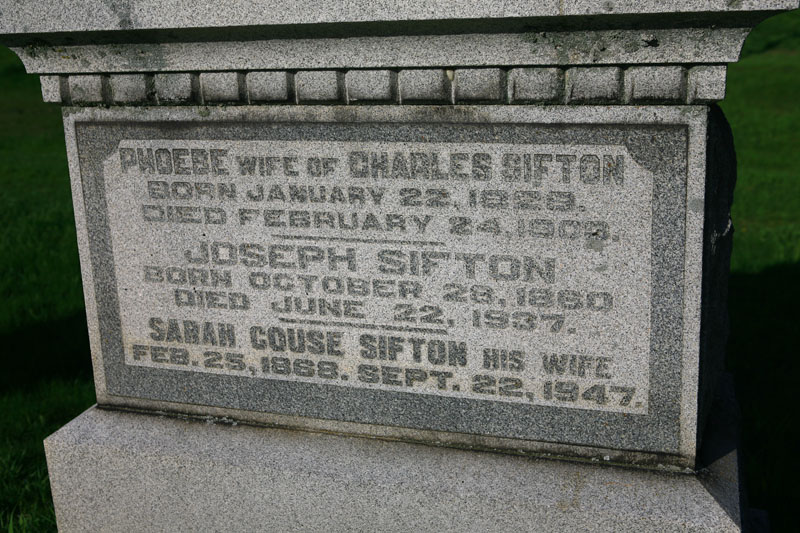 PHOEBE WIFE OF CHARLES SIFTON
BORN JANUARY 22, 1829.
DIED FEBRUARY 24, 1908.
JOSEPH SIFTON
BORN OCTOBER 28, 1860
DIED JUNE 22, 1937.
SARAH COUSE SIFTON HIS WIFE
FEB. 25, 1868. SEPT. 22, 1947.